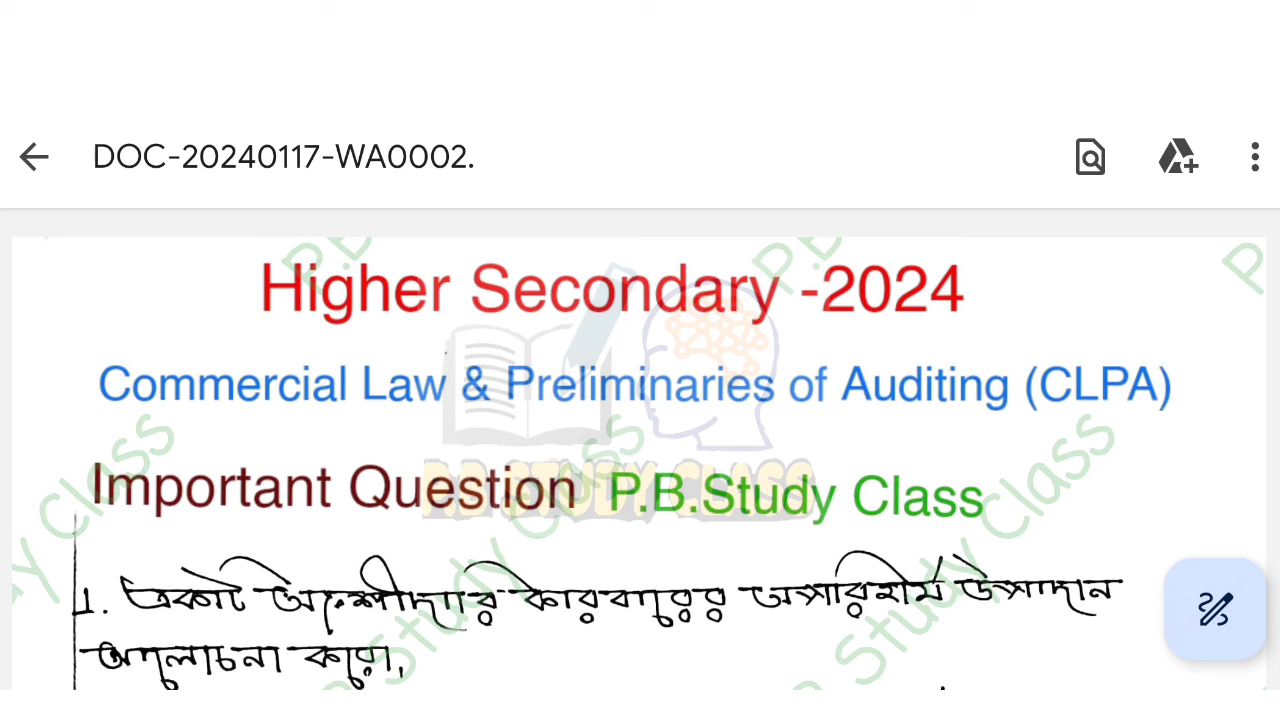 DOC-20240117-WA0002.
Higher Secondary -2024
Commercial Law & Preliminaries of Auditing (CLPA)
Important Question P.B.Study Class
1. একটি অংশীদারি কারবারের অপরিহার্য উপাদান
আলোচনা করো।